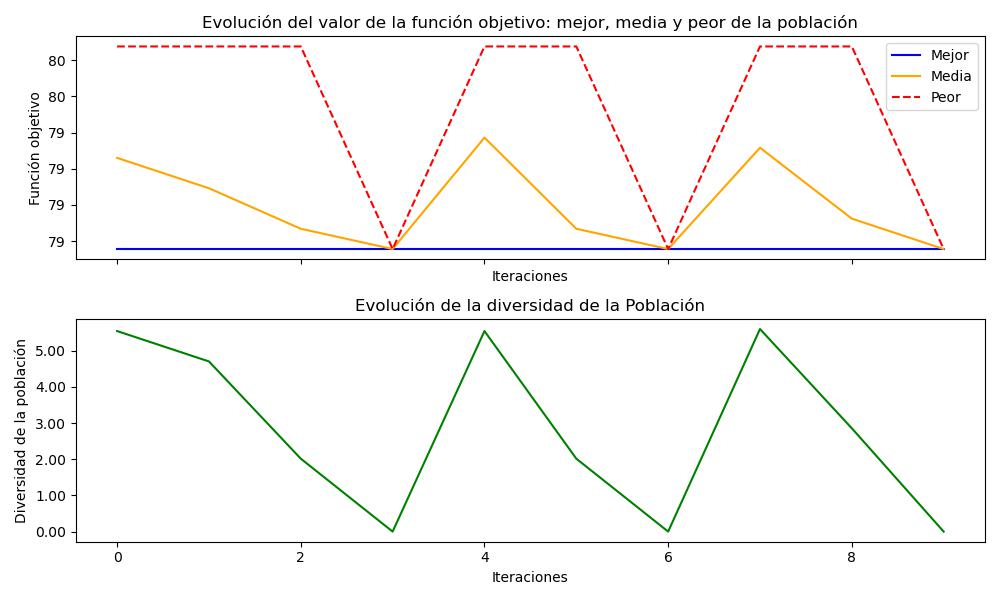 Evolución del valor de la función objetivo: mejor, media y peor de la población
Función objetivo
80
80
79
79
79
79
Mejor
Media
Peor
Iteraciones
Evolución de la diversidad de la Población
Diversidad de la población
5.00
4.00
3.00
2.00
1.00
0.00
0 2 4 6 8
Iteraciones